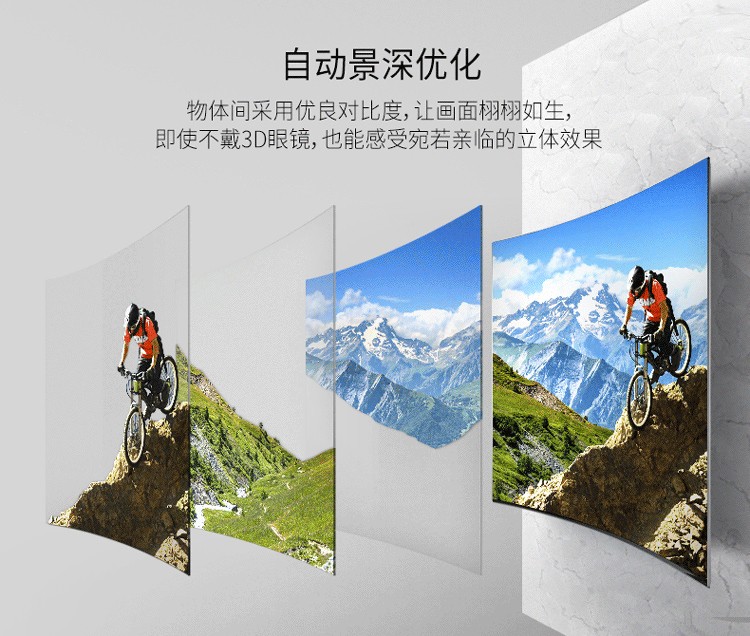 自动景深优化
物体间采用优良对比度,让画面栩栩如生,
即使不戴3D眼镜,也能感受宛若亲临的立体效果